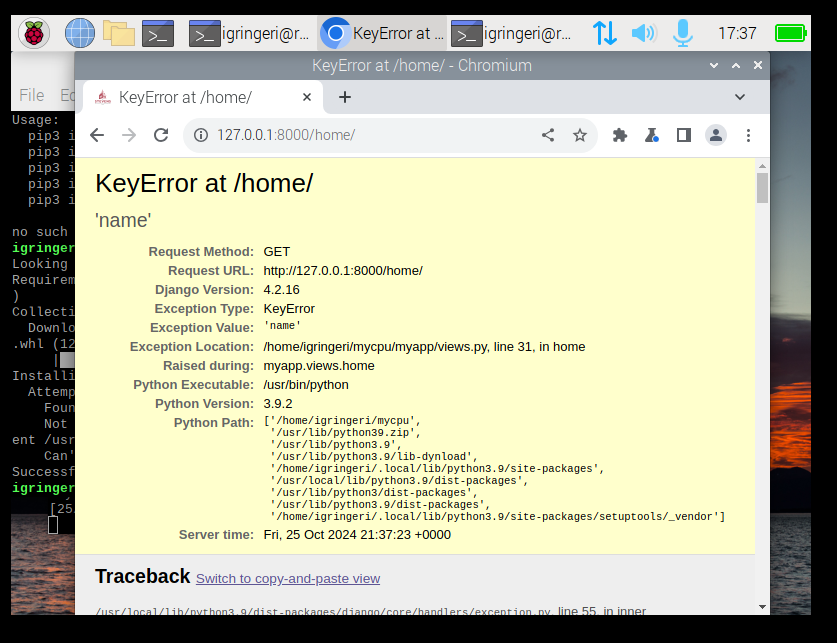 igringeri@r...
KeyError at ...
igringeri@r...
17:37
KeyError at /home/ - Chromium
File
KeyError at /home/
127.0.0.1:8000/home/
Usage:
pip3 i
pip3 i
pip3 i
pip3 i
pip3 i
no such
igringer
Looking
Requirem
)
Collecti
Downlo
.whl (12
|
Installi
Attemp
Foun
Not
ent /usr
Can'
Successf
igringer
[25
KeyError at /home/
'name'
Request Method: GET
Request URL: http://127.0.0.1:8000/home/
Django Version: 4.2.16
Exception Type: KeyError
Exception Value: 'name'
Exception Location: /home/igringeri/mycpu/myapp/views.py, line 31, in home
Raised during: myapp.views.home
Python Executable: /usr/bin/python
Python Version: 3.9.2
Python Path: ['/home/igringeri/mycpu',
'/usr/lib/python39.zip',
'/usr/lib/python3.9',
'/usr/lib/python3.9/lib-dynload',
'/home/igringeri/.local/lib/python3.9/site-packages',
'/usr/local/lib/python3.9/dist-packages',
'/usr/lib/python3/dist-packages',
'/usr/lib/python3.9/dist-packages',
'/home/igringeri/.local/lib/python3.9/site-packages/setuptools/_vendor']
Server time: Fri, 25 Oct 2024 21:37:23 +0000
Traceback Switch to copy-and-paste view
/usr/local/lib/python3.9/dist-packages/django/core/handlers/exception.py, line 55, in inner